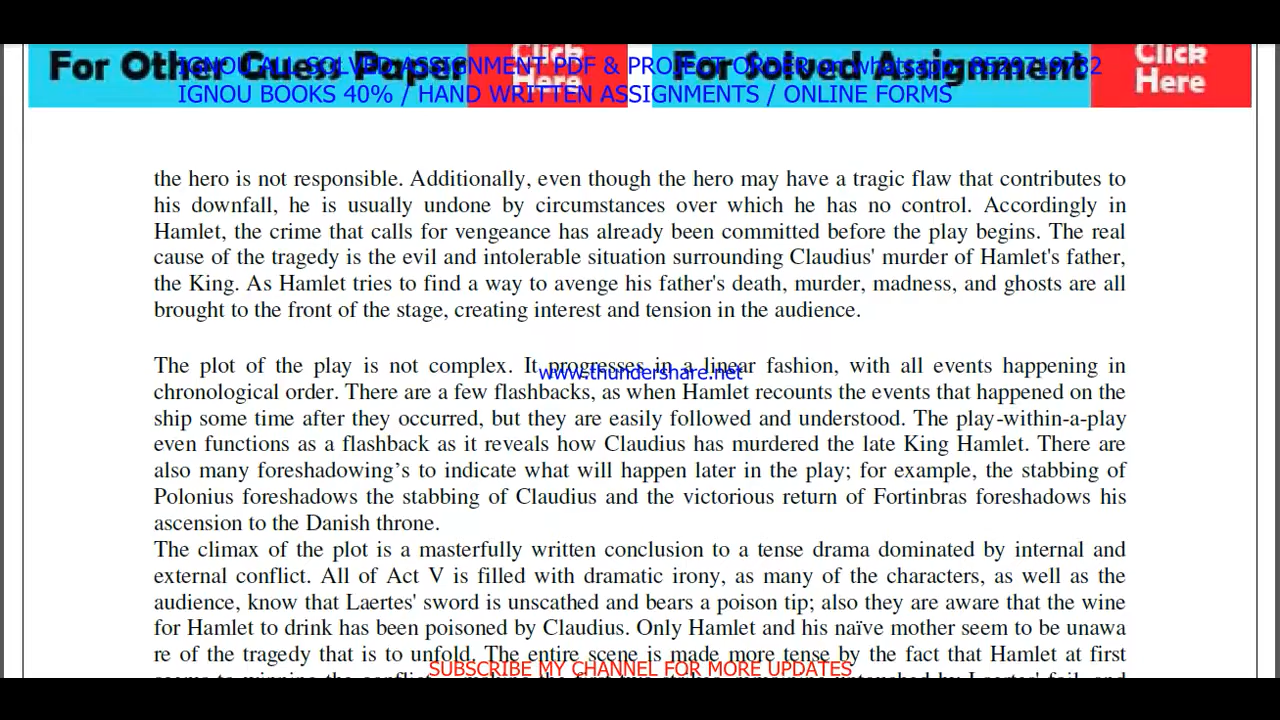 For Other Guess Paper
Click
Here
For Solved Assignment
Click
Here
IGNOU ALL SOLVED ASSIGNMENT PDF & PROJECT ORDER on whatsapp:
IGNOU BOOKS 40% / HAND WRITTEN ASSIGNMENTS / ONLINE FORMS
the hero is not responsible. Additionally, even though the hero may have a tragic flaw that contributes to
his downfall, he is usually undone by circumstances over which he has no control. Accordingly in
Hamlet, the crime that calls for vengeance has already been committed before the play begins. The real
cause of the tragedy is the evil and intolerable situation surrounding Claudius' murder of Hamlet's father,
the King. As Hamlet tries to find a way to avenge his father's death, murder, madness, and ghosts are all
brought to the front of the stage, creating interest and tension in the audience.
The plot of the play is not complex. It progresses in a linear fashion, with all events happening in
www.thundershare.net
chronological order. There are a few flashbacks, as when Hamlet recounts the events that happened on the
ship some time after they occurred, but they are easily followed and understood. The play-within-a-play
even functions as a flashback as it reveals how Claudius has murdered the late King Hamlet. There are
also many foreshadowing’s to indicate what will happen later in the play; for example, the stabbing of
Polonius foreshadows the stabbing of Claudius and the victorious return of Fortinbras foreshadows his
ascension to the Danish throne.
The climax of the plot is a masterfully written conclusion to a tense drama dominated by internal and
external conflict. All of Act V is filled with dramatic irony, as many of the characters, as well as the
audience, know that Laertes' sword is unscathed and bears a poison tip; also they are aware that the wine
for Hamlet to drink has been poisoned by Claudius. Only Hamlet and his naïve mother seem to be unawa
re of the tragedy that is to unfold. The entire scene is made more tense by the fact that Hamlet at first
SUBSCRIBE MY CHANNEL FOR MORE UPDATES